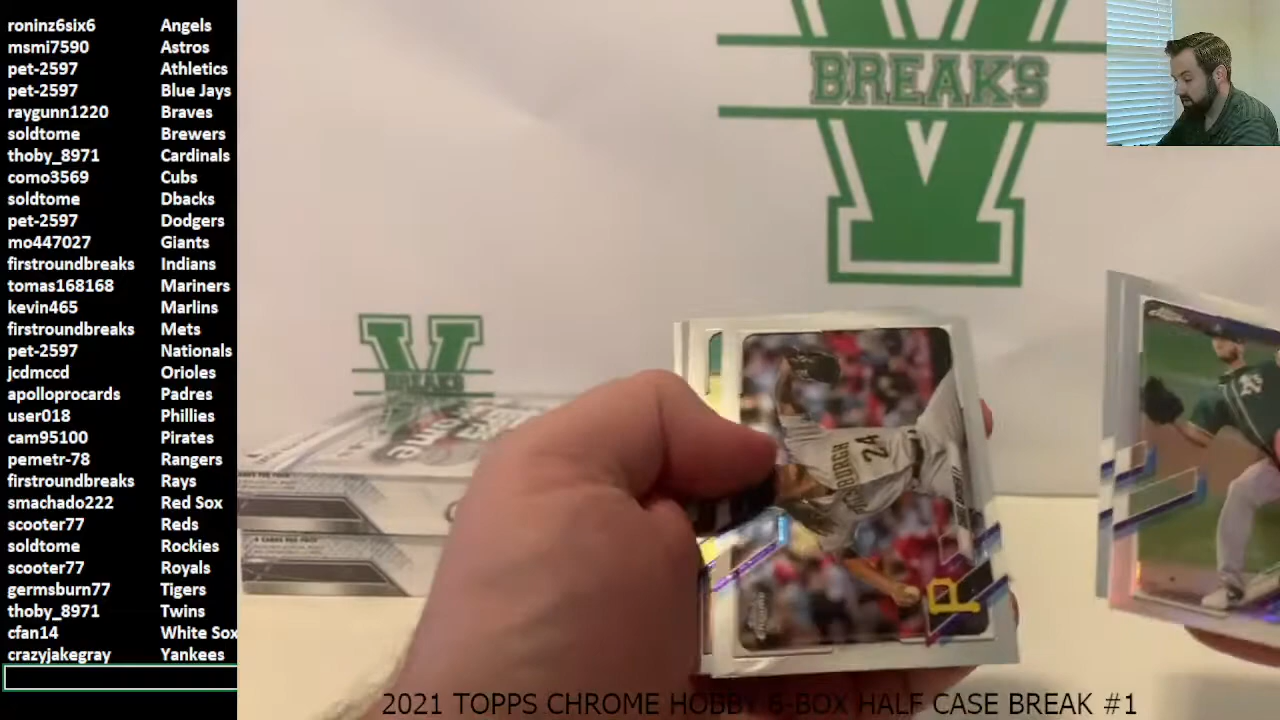 roninz6six6 Angels
msmi7590 Astros
pet-2597 Athletics
pet-2597 Blue Jays
raygunn1220 Braves
soldtome Brewers
thoby_8971 Cardinals
como3569 Cubs
soldtome Dbacks
pet-2597 Dodgers
mo447027 Giants
firstroundbreaks Indians
tomas168168 Mariners
kevin465 Marlins
firstroundbreaks Mets
pet-2597 Nationals
jcdmccd Orioles
apolloprocards Padres
user018 Phillies
cam95100 Pirates
pemetr-78 Rangers
firstroundbreaks Rays
smachado222 Red Sox
scooter77 Reds
soldtome Rockies
scooter77 Royals
germsburn77 Tigers
thoby_8971 Twins
cfan14 White Sox
crazyjakegray Yankees
V
BREAKS
V
BREAKS
24
P
A's
2021 TOPPS CHROME HOBBY 6-BOX HALF CASE BREAK #1